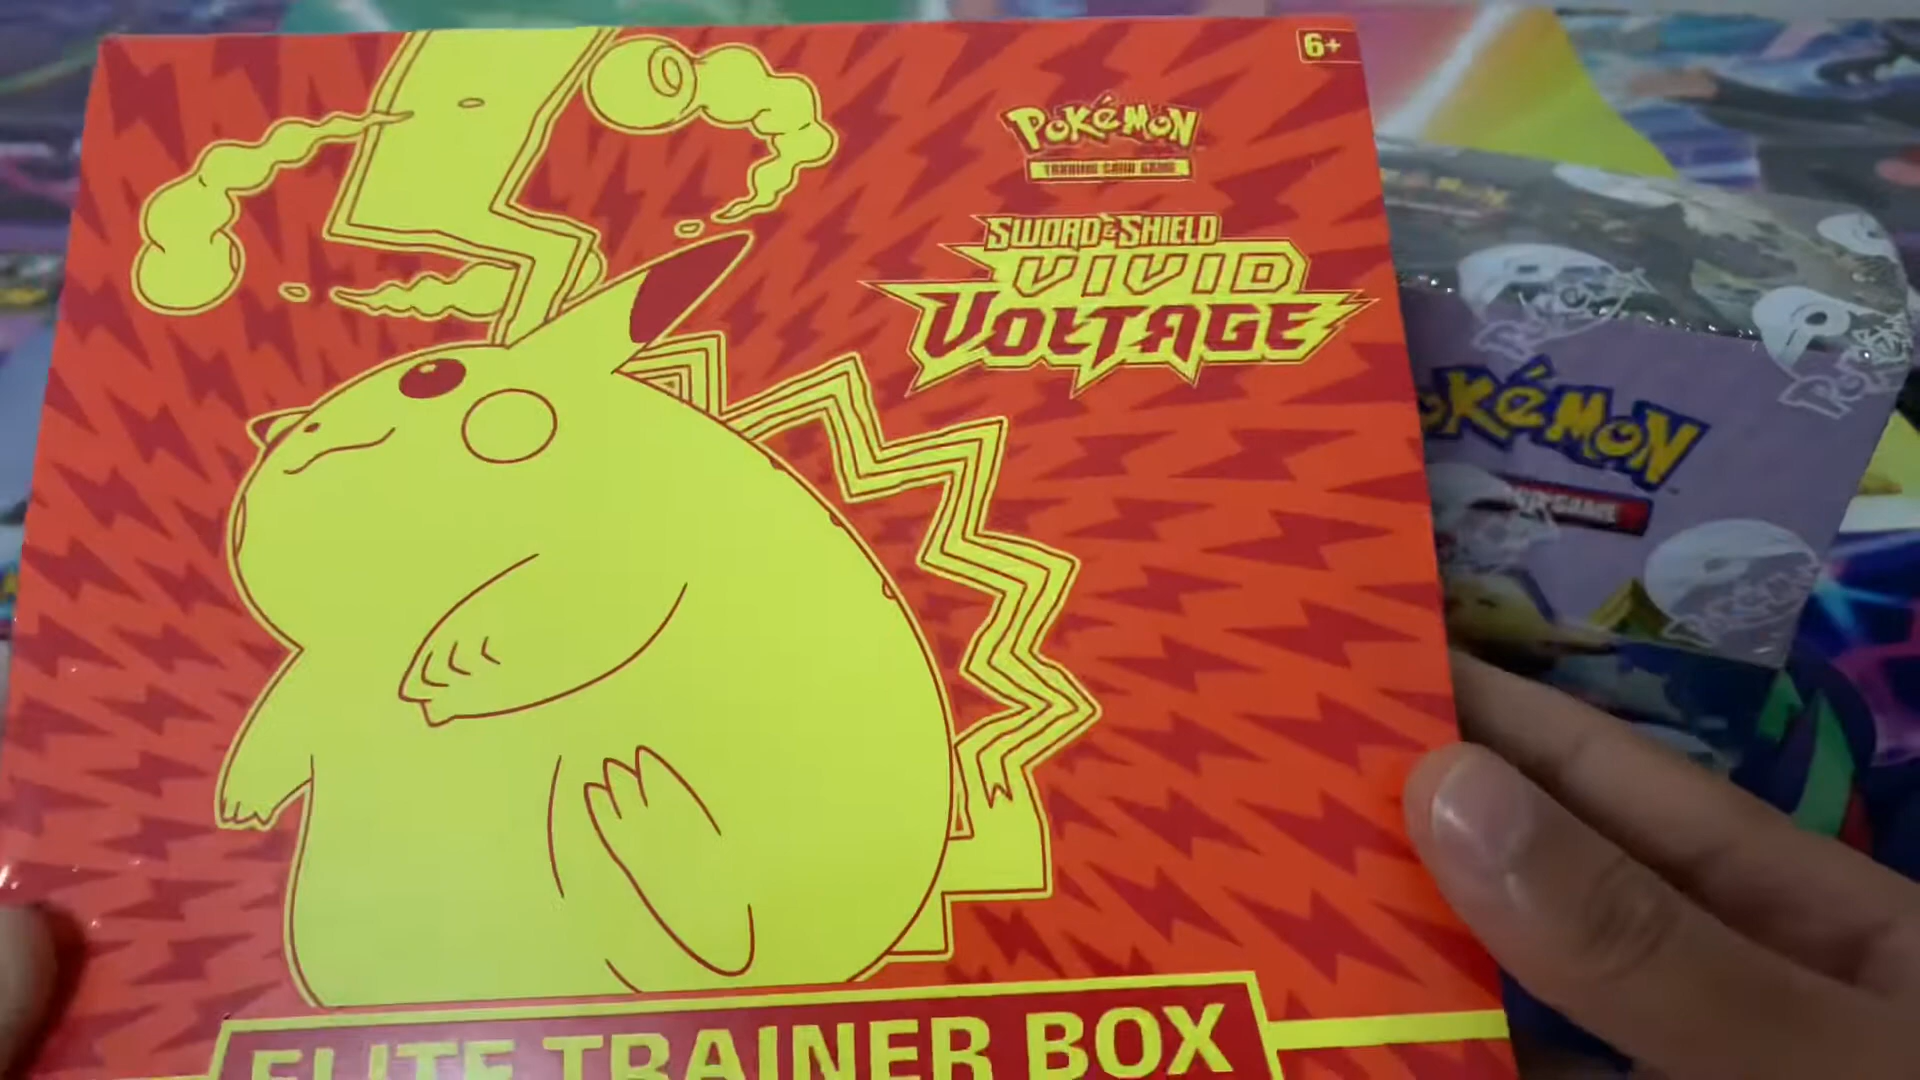 6+
POKéMON
TRADING CARD GAME
SWORD & SHIELD
VIVID
VOLTAGE
POKéMON
ELITE TRAINER BOX